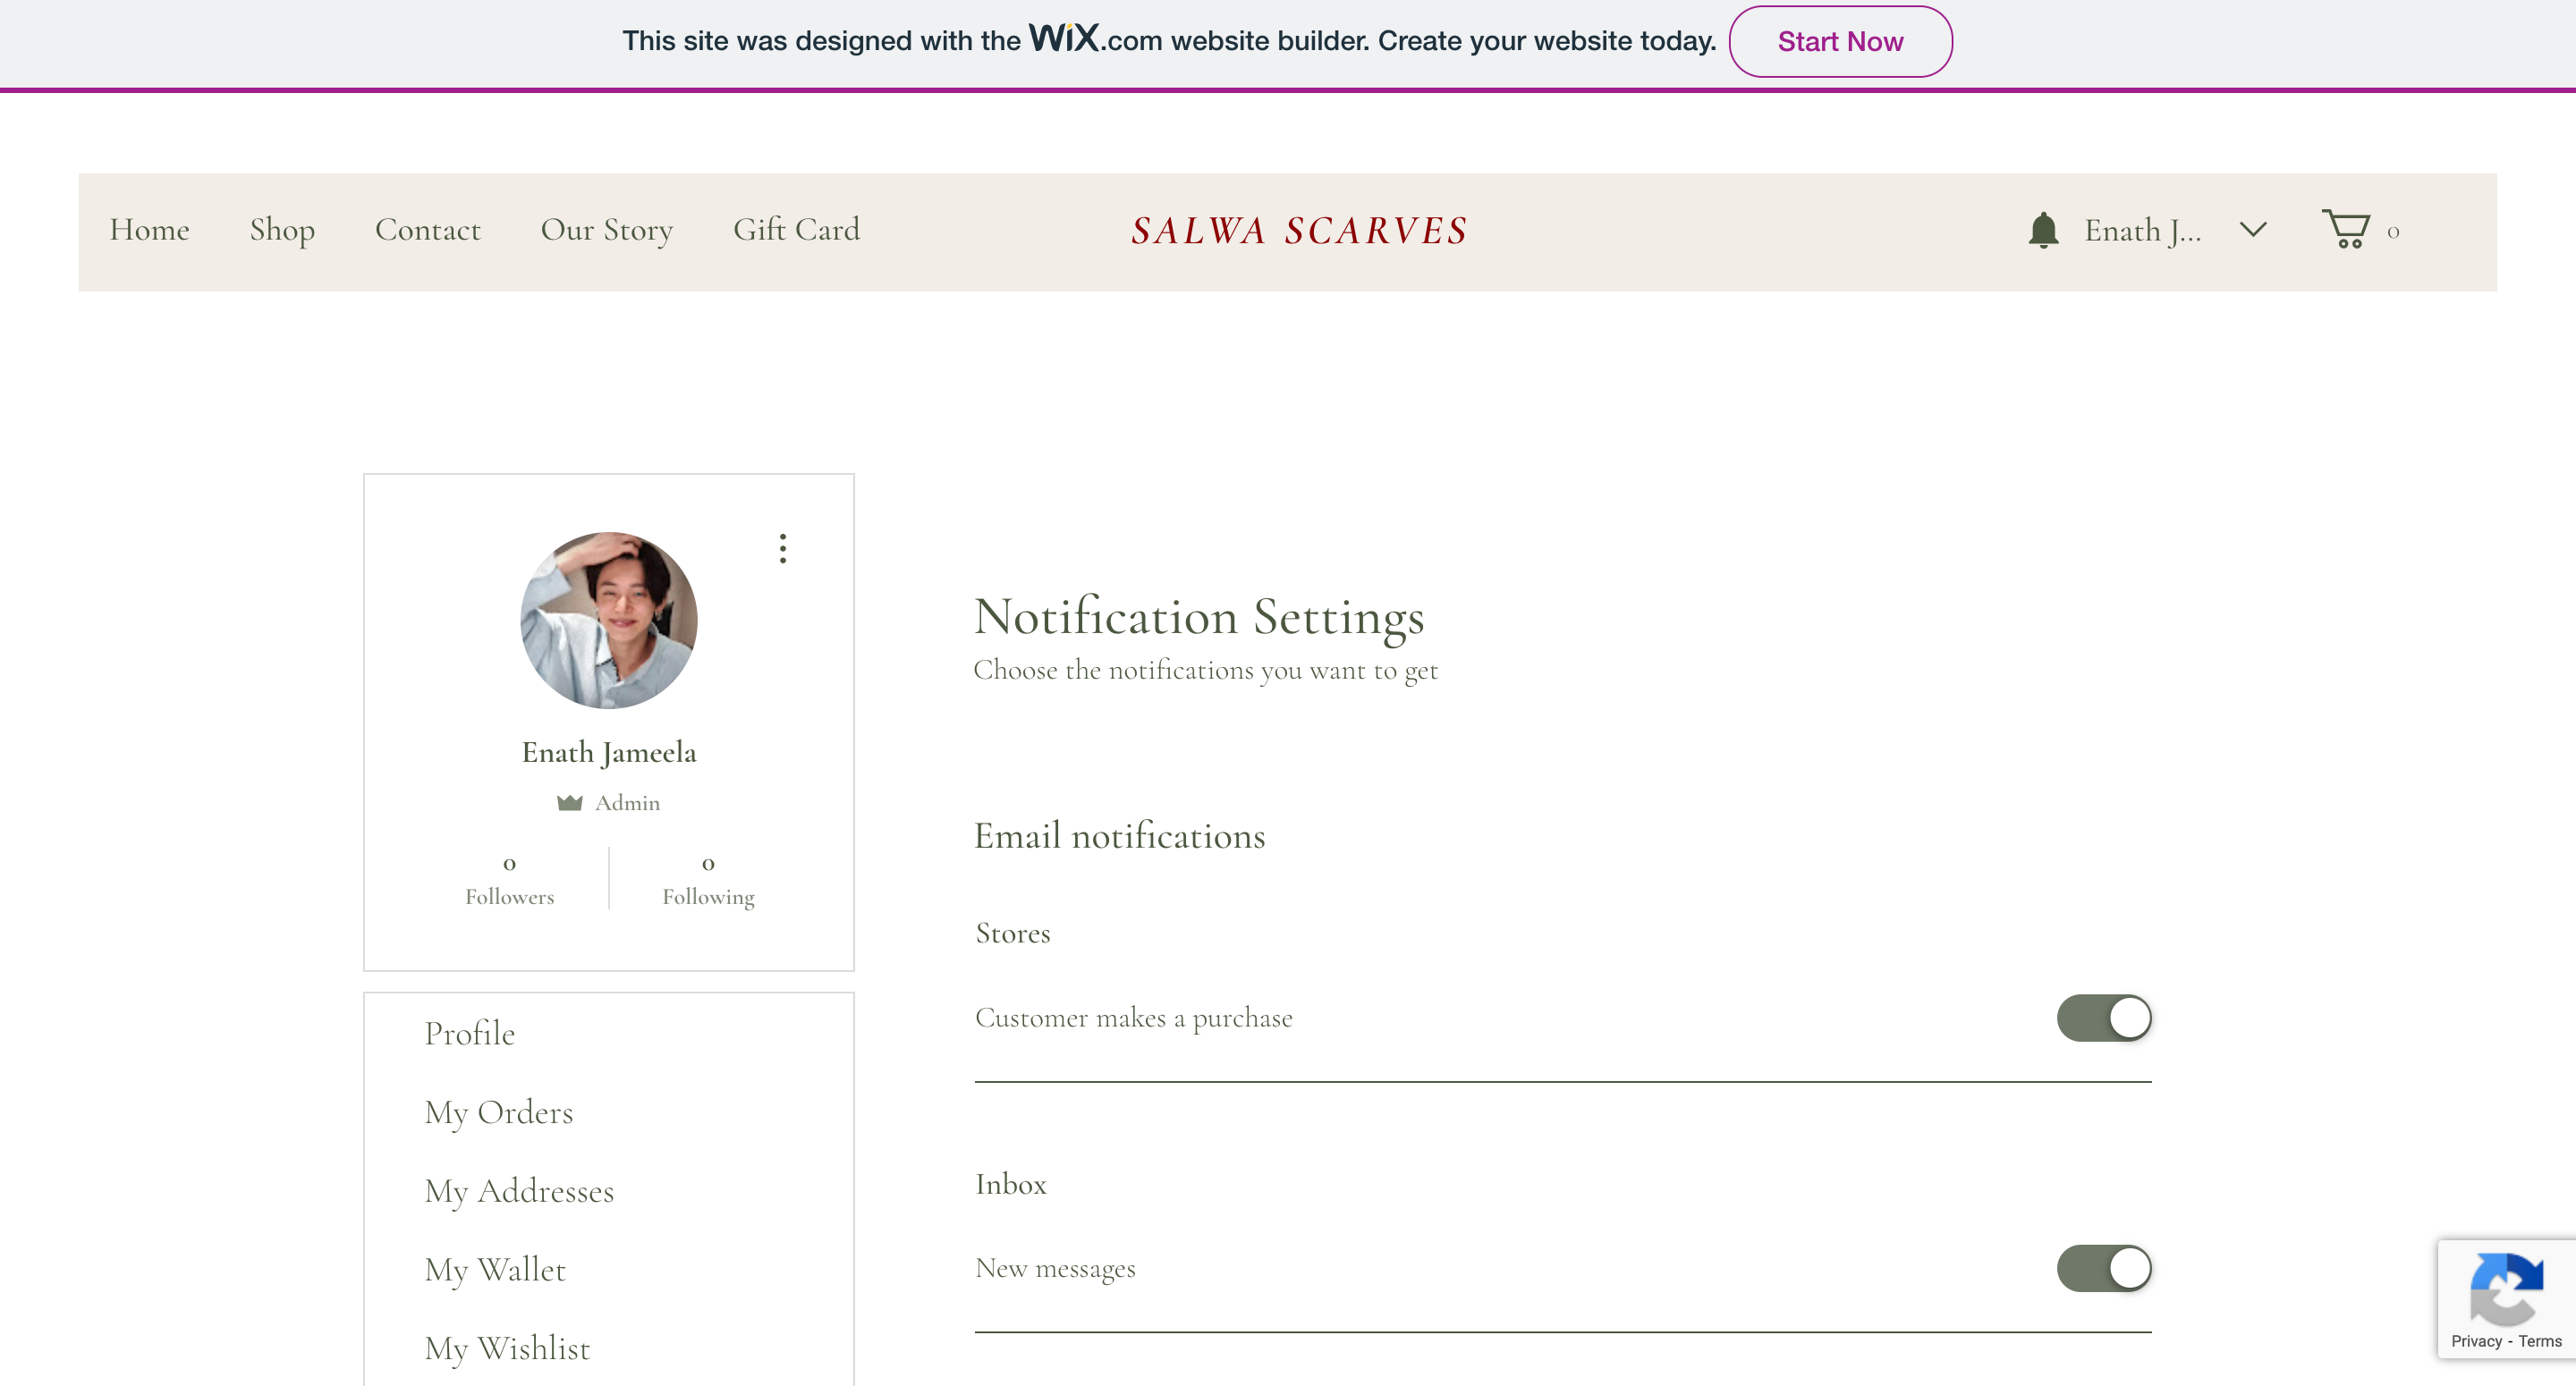 This site was designed with the WiX.com website builder. Create your website today. Start Now
Home Shop Contact Our Story Gift Card SALWA SCARVES Enath J... 0
Notification Settings
Choose the notifications you want to get
Enath Jameela
Admin
0 0
Followers Following
Email notifications
Stores
Customer makes a purchase
Inbox
New messages
Profile
My Orders
My Addresses
My Wallet
My Wishlist
Privacy - Terms